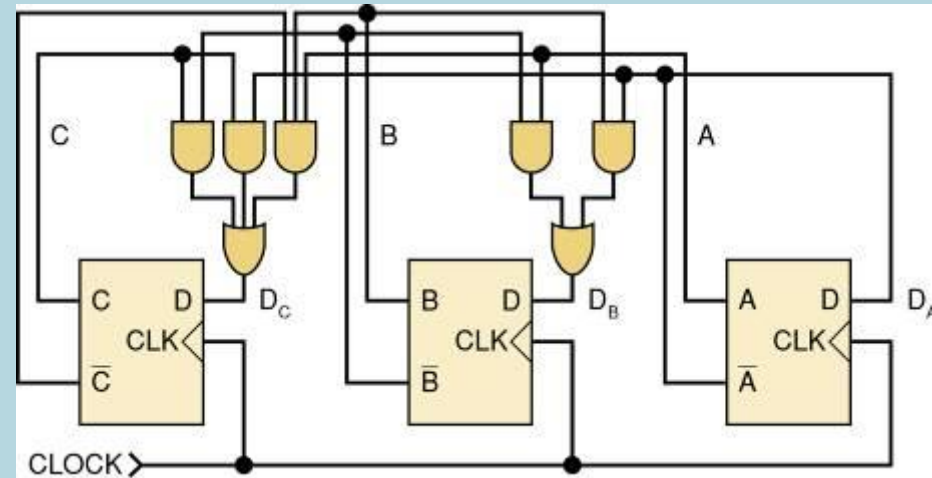 C B A
C D D_C B D D_B A D D_A
CLK CLK CLK
C̅ B̅ A̅
CLOCK